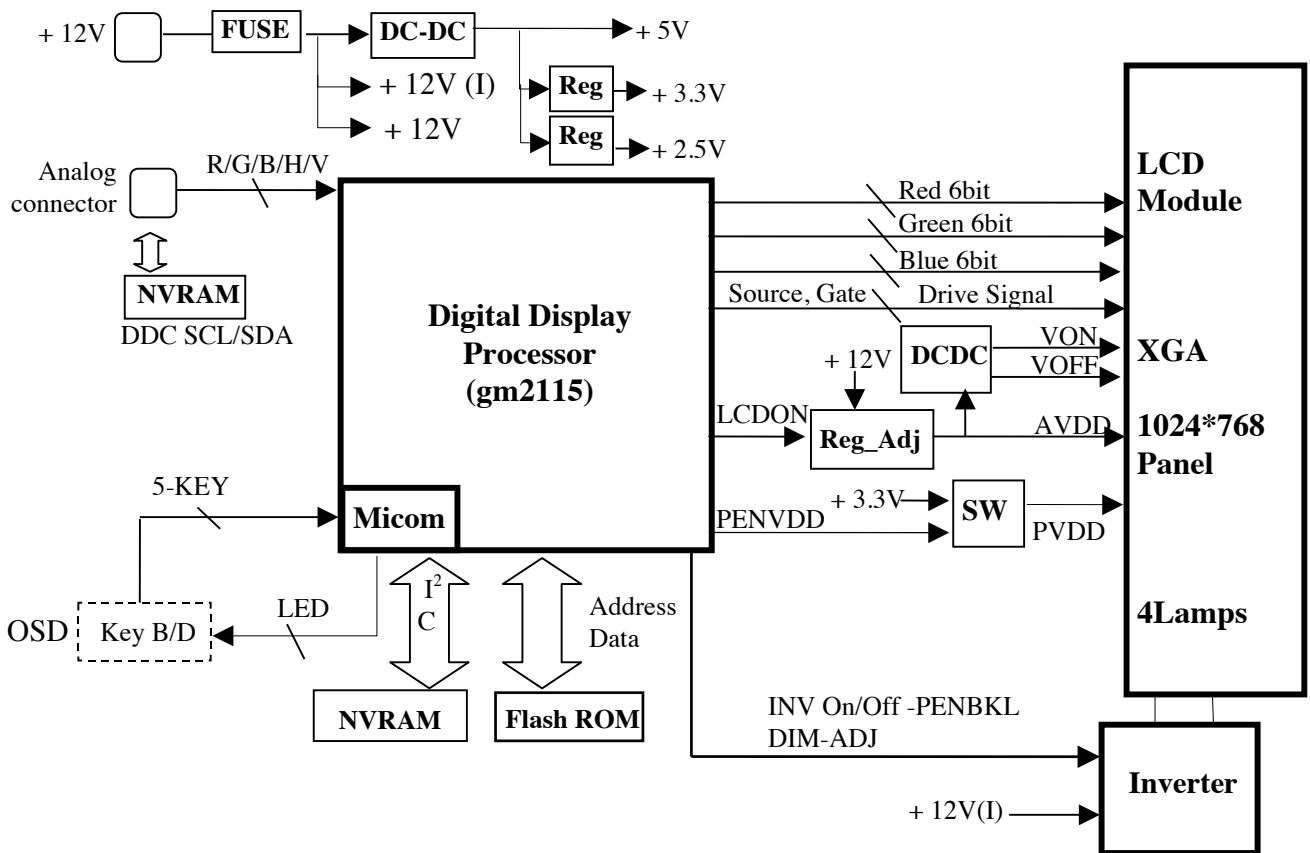 + 12V
FUSE
DC-DC
+ 5V
+ 12V (I)
Reg
+ 3.3V
+ 12V
Reg
+ 2.5V
Analog
connector
R/G/B/H/V
NVRAM
DDC SCL/SDA
Digital Display
Processor
(gm2115)
Micom
Red 6bit
Green 6bit
Blue 6bit
Source, Gate Drive Signal
DCDC
VON
VOFF
+ 12V
LCDON
Reg_Adj
AVDD
+ 3.3V
PENVDD
SW
PVDD
LCD
Module
XGA
1024*768
Panel
4Lamps
5-KEY
OSD
Key B/D
LED
I2
C
Address
Data
NVRAM
Flash ROM
INV On/Off -PENBKL
DIM-ADJ
Inverter
+ 12V(I)